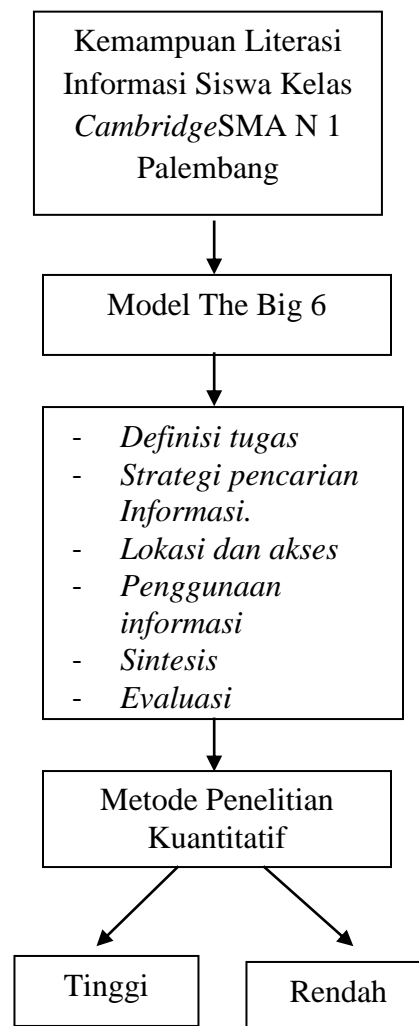 Kemampuan Literasi
Informasi Siswa Kelas
CambridgeSMA N 1
Palembang
Model The Big 6
- Definisi tugas
- Strategi pencarian
Informasi.
- Lokasi dan akses
- Penggunaan
informasi
- Sintesis
- Evaluasi
Metode Penelitian
Kuantitatif
Tinggi
Rendah